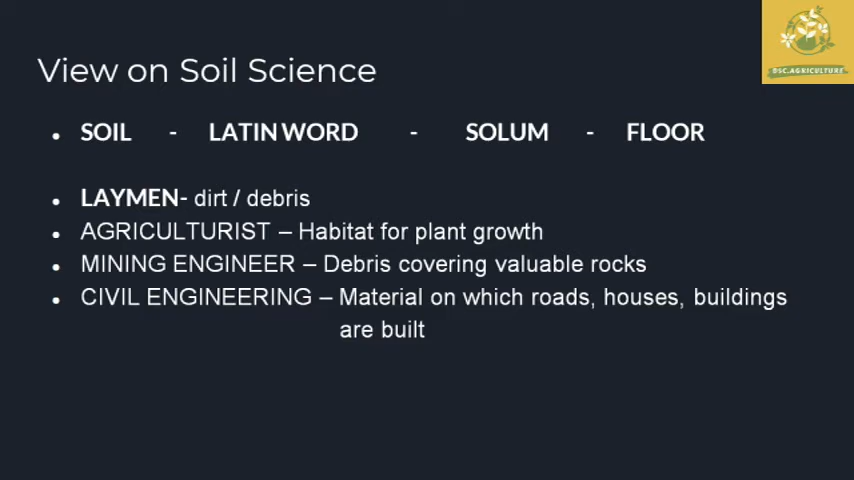 DSC.AGRICULTURE
View on Soil Science
• SOIL - LATIN WORD - SOLUM - FLOOR
• LAYMEN- dirt / debris
• AGRICULTURIST – Habitat for plant growth
• MINING ENGINEER – Debris covering valuable rocks
• CIVIL ENGINEERING – Material on which roads, houses, buildings
are built